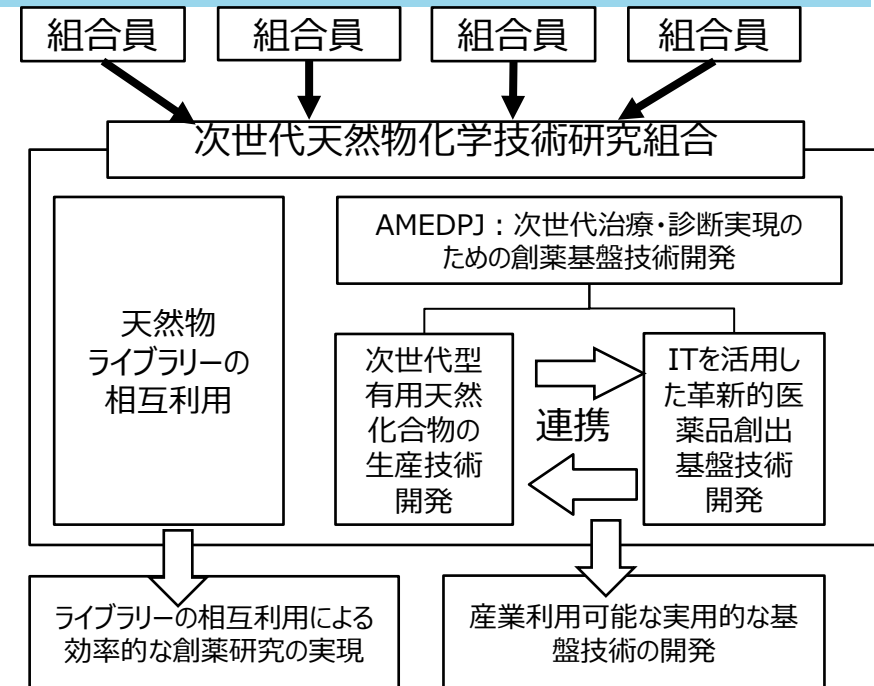 組合員
組合員
組合員
組合員
次世代天然物化学技術研究組合
天然物
ライブラリーの
相互利用
AMEDPJ：次世代治療・診断実現の
ための創薬基盤技術開発
次世代型
有用天然
化合物の
生産技術
開発
連携
ITを活用し
た革新的医
薬品創出
基盤技術
開発
ライブラリーの相互利用による
効率的な創薬研究の実現
産業利用可能な実用的な基
盤技術の開発